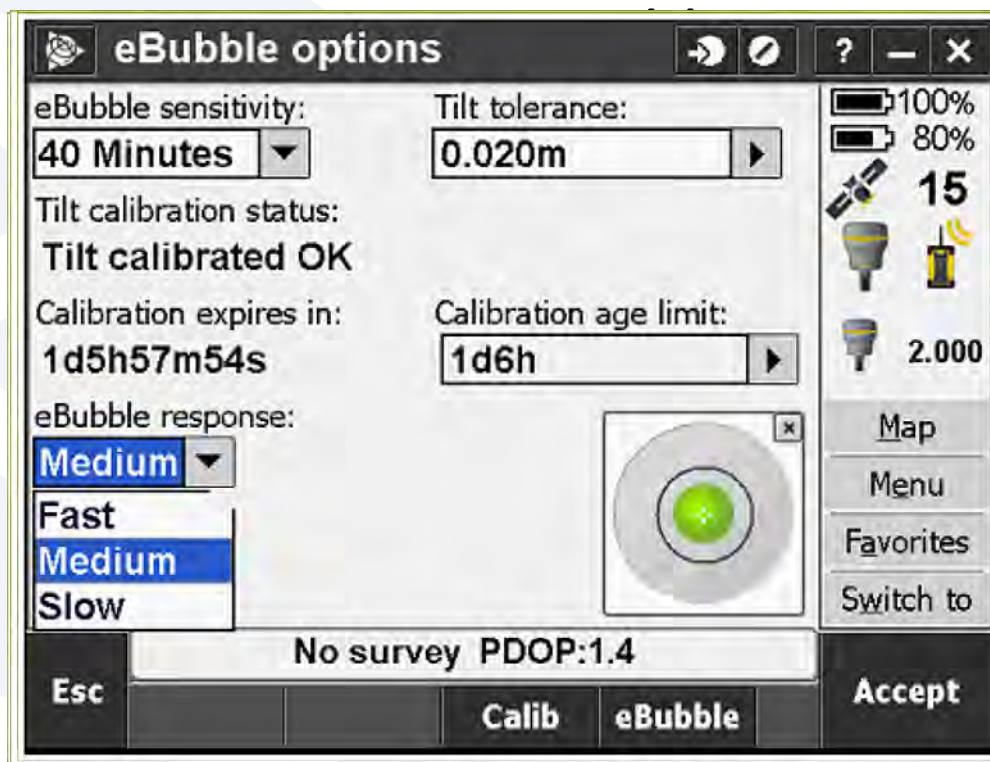 eBubble options
? – ×
eBubble sensitivity:
Tilt tolerance:
40 Minutes
0.020m
Tilt calibration status:
Tilt calibrated OK
Calibration expires in:
Calibration age limit:
1d5h57m54s
1d6h
eBubble response:
Medium
Fast
Medium
Slow
100%
80%
15
2.000
Map
Menu
Favorites
Switch to
No survey PDOP:1.4
Esc
Calib
eBubble
Accept